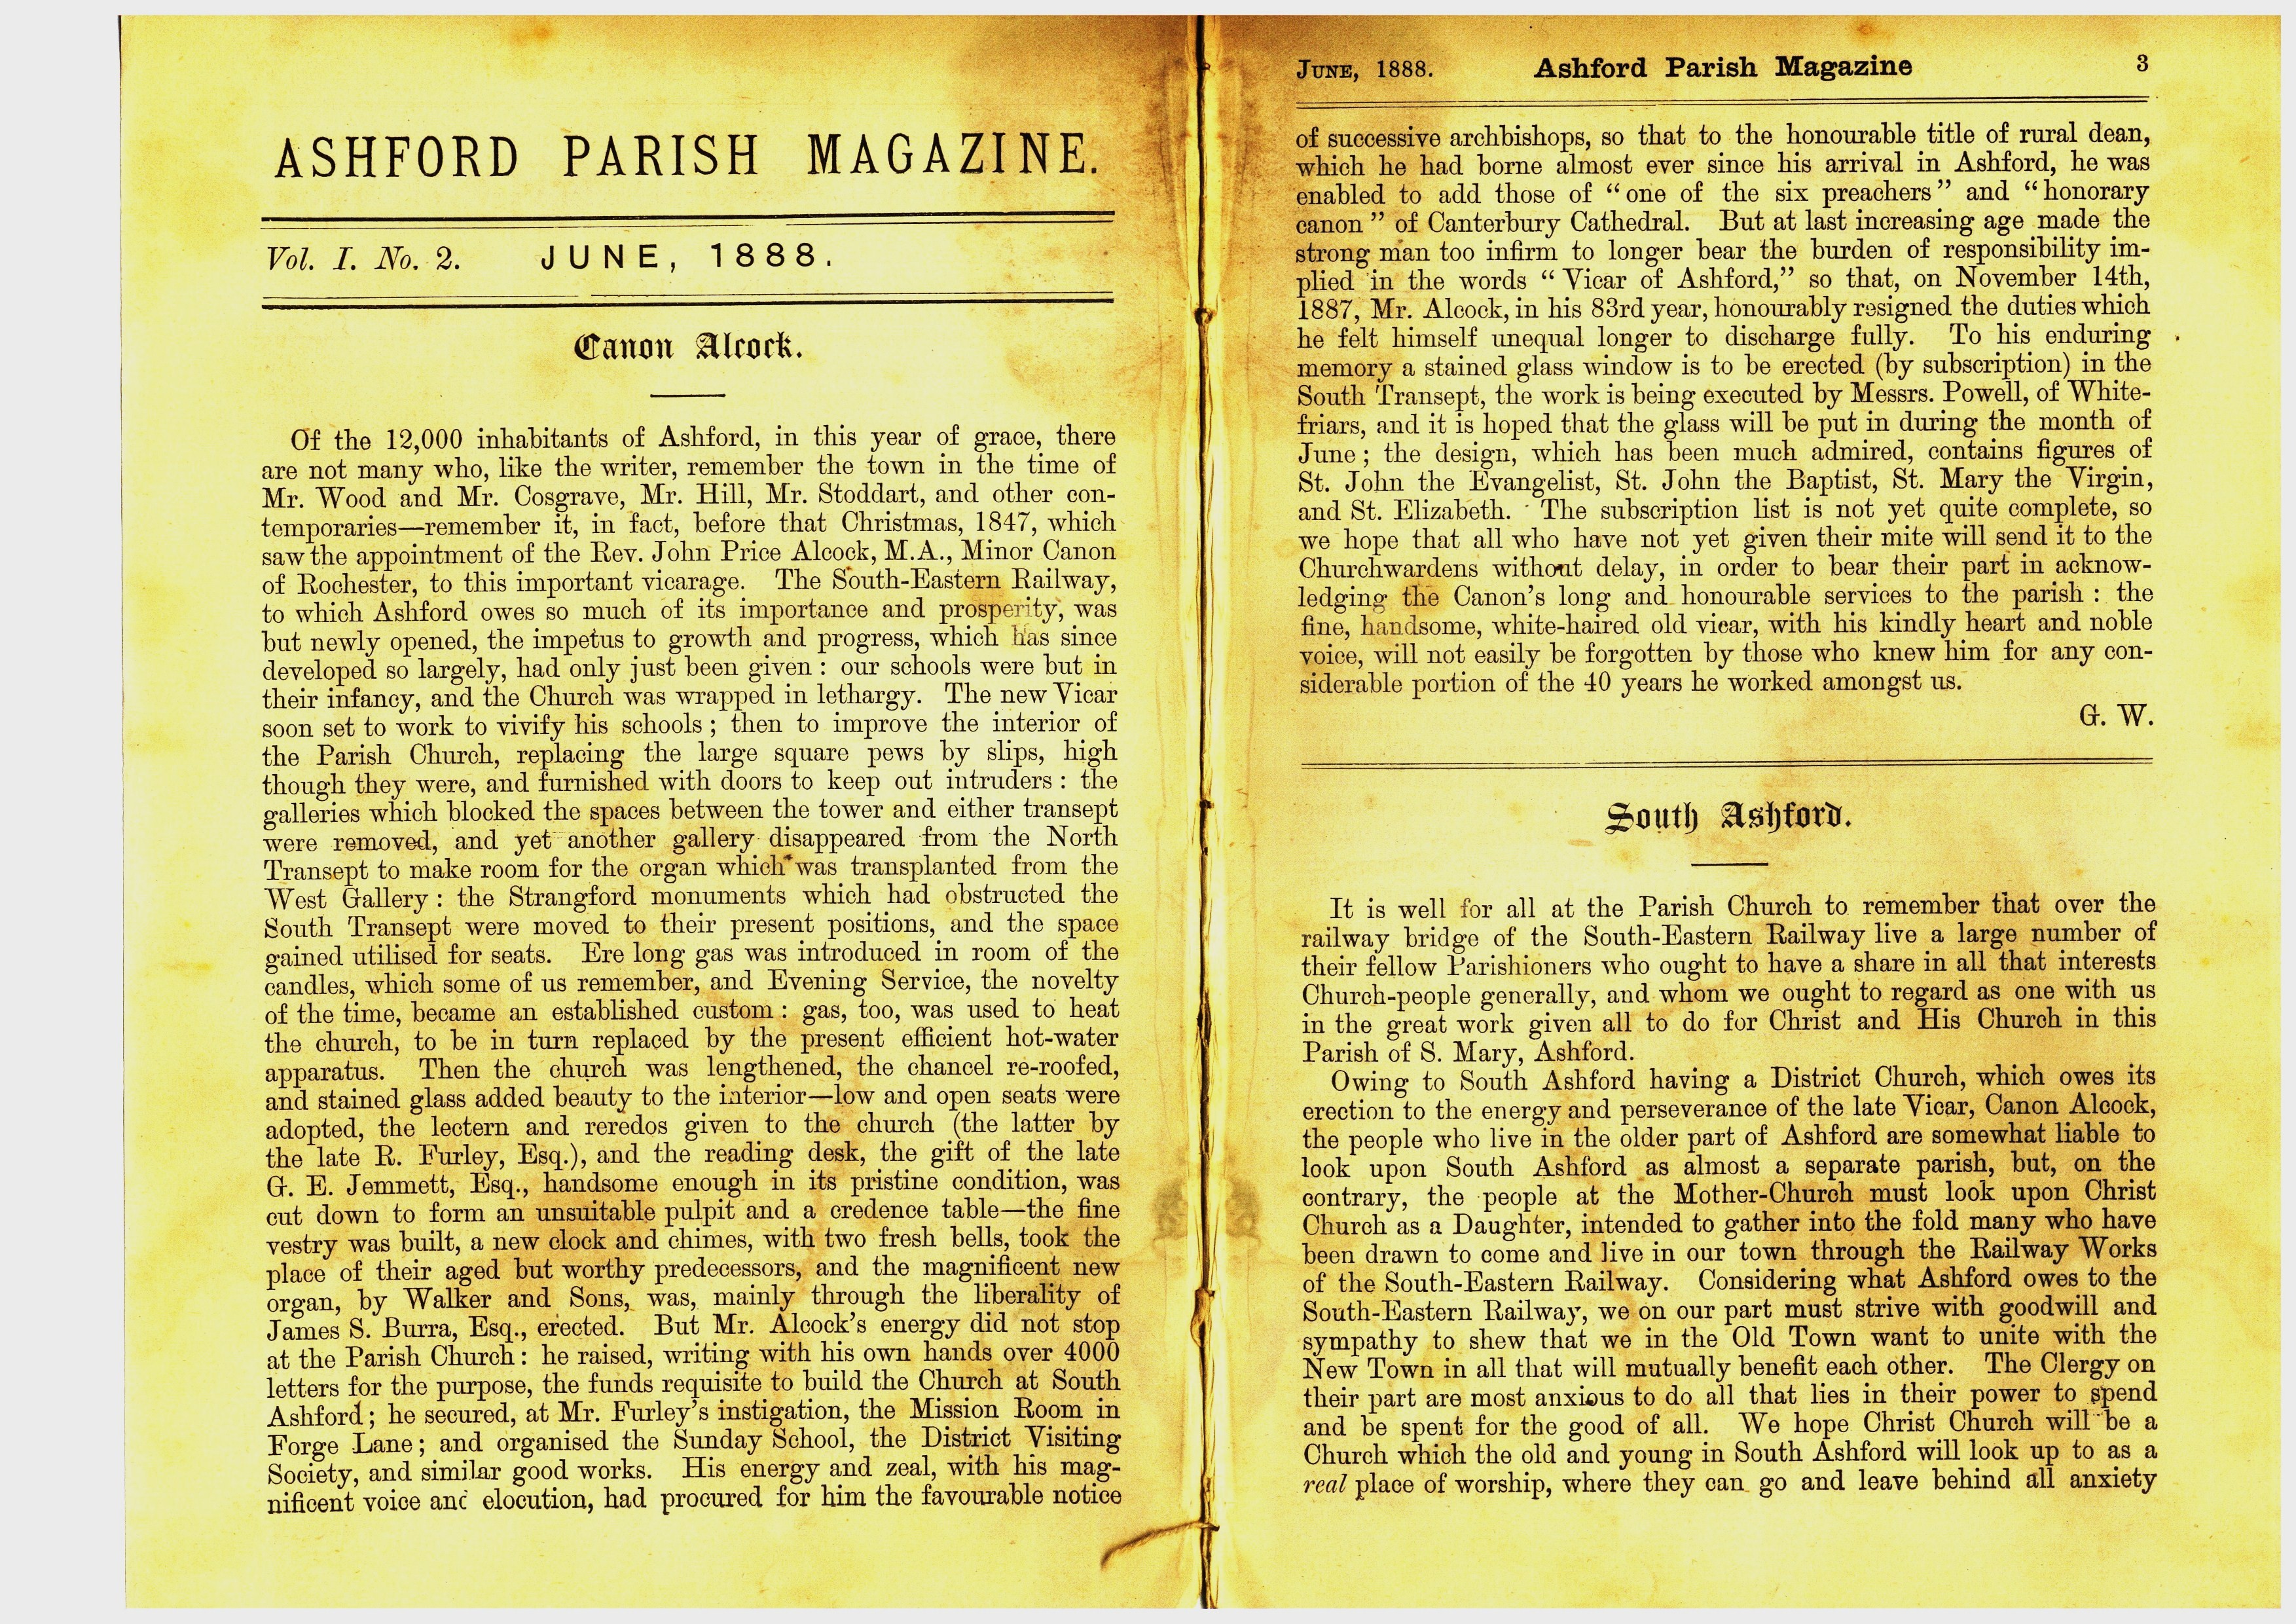 ASHFORD PARISH MAGAZINE.
Vol. I. No. 2. JUNE, 1888.
Canon Alcock.
Of the 12,000 inhabitants of Ashford, in this year of grace, there
are not many who, like the writer, remember the town in the time of
Mr. Wood and Mr. Cosgrave, Mr. Hill, Mr. Stoddart, and other con-
temporaries—remember it, in fact, before that Christmas, 1847, which
saw the appointment of the Rev. John Price Alcock, M.A., Minor Canon
of Rochester, to this important vicarage. The South-Eastern Railway,
to which Ashford owes so much of its importance and prosperity, was
but newly opened, the impetus to growth and progress, which has since
developed so largely, had only just been given : our schools were but in
their infancy, and the Church was wrapped in lethargy. The new Vicar
soon set to work to vivify his schools ; then to improve the interior of
the Parish Church, replacing the large square pews by slips, high
though they were, and furnished with doors to keep out intruders : the
galleries which blocked the spaces between the tower and either transept
were removed, and yet another gallery disappeared from the North
Transept to make room for the organ which was transplanted from the
West Gallery : the Strangford monuments which had obstructed the
South Transept were moved to their present positions, and the space
gained utilised for seats. Ere long gas was introduced in room of the
candles, which some of us remember, and Evening Service, the novelty
of the time, became an established custom : gas, too, was used to heat
the church, to be in turn replaced by the present efficient hot-water
apparatus. Then the church was lengthened, the chancel re-roofed,
and stained glass added beauty to the interior—low and open seats were
adopted, the lectern and reredos given to the church (the latter by
the late R. Furley, Esq.), and the reading desk, the gift of the late
G. E. Jemmett, Esq., handsome enough in its pristine condition, was
cut down to form an unsuitable pulpit and a credence table—the fine
vestry was built, a new clock and chimes, with two fresh bells, took the
place of their aged but worthy predecessors, and the magnificent new
organ, by Walker and Sons, was, mainly through the liberality of
James S. Burra, Esq., erected. But Mr. Alcock's energy did not stop
at the Parish Church : he raised, writing with his own hands over 4000
letters for the purpose, the funds requisite to build the Church at South
Ashford ; he secured, at Mr. Furley's instigation, the Mission Room in
Forge Lane ; and organised the Sunday School, the District Visiting
Society, and similar good works. His energy and zeal, with his mag-
nificent voice and elocution, had procured for him the favourable notice
JUNE, 1888. Ashford Parish Magazine 3
of successive archbishops, so that to the honourable title of rural dean,
which he had borne almost ever since his arrival in Ashford, he was
enabled to add those of “ one of the six preachers ” and “ honorary
canon ” of Canterbury Cathedral. But at last increasing age made the
strong man too infirm to longer bear the burden of responsibility im-
plied in the words “ Vicar of Ashford,” so that, on November 14th,
1887, Mr. Alcock, in his 83rd year, honourably resigned the duties which
he felt himself unequal longer to discharge fully. To his enduring
memory a stained glass window is to be erected (by subscription) in the
South Transept, the work is being executed by Messrs. Powell, of White-
friars, and it is hoped that the glass will be put in during the month of
June ; the design, which has been much admired, contains figures of
St. John the Evangelist, St. John the Baptist, St. Mary the Virgin,
and St. Elizabeth. The subscription list is not yet quite complete, so
we hope that all who have not yet given their mite will send it to the
Churchwardens without delay, in order to bear their part in acknow-
ledging the Canon's long and honourable services to the parish : the
fine, handsome, white-haired old vicar, with his kindly heart and noble
voice, will not easily be forgotten by those who knew him for any con-
siderable portion of the 40 years he worked amongst us.
G. W.
South Ashford.
It is well for all at the Parish Church to remember that over the
railway bridge of the South-Eastern Railway live a large number of
their fellow Parishioners who ought to have a share in all that interests
Church-people generally, and whom we ought to regard as one with us
in the great work given all to do for Christ and His Church in this
Parish of S. Mary, Ashford.
Owing to South Ashford having a District Church, which owes its
erection to the energy and perseverance of the late Vicar, Canon Alcock,
the people who live in the older part of Ashford are somewhat liable to
look upon South Ashford as almost a separate parish, but, on the
contrary, the people at the Mother-Church must look upon Christ
Church as a Daughter, intended to gather into the fold many who have
been drawn to come and live in our town through the Railway Works
of the South-Eastern Railway. Considering what Ashford owes to the
South-Eastern Railway, we on our part must strive with goodwill and
sympathy to shew that we in the Old Town want to unite with the
New Town in all that will mutually benefit each other. The Clergy on
their part are most anxious to do all that lies in their power to spend
and be spent for the good of all. We hope Christ Church will be a
Church which the old and young in South Ashford will look up to as a
real place of worship, where they can go and leave behind all anxiety